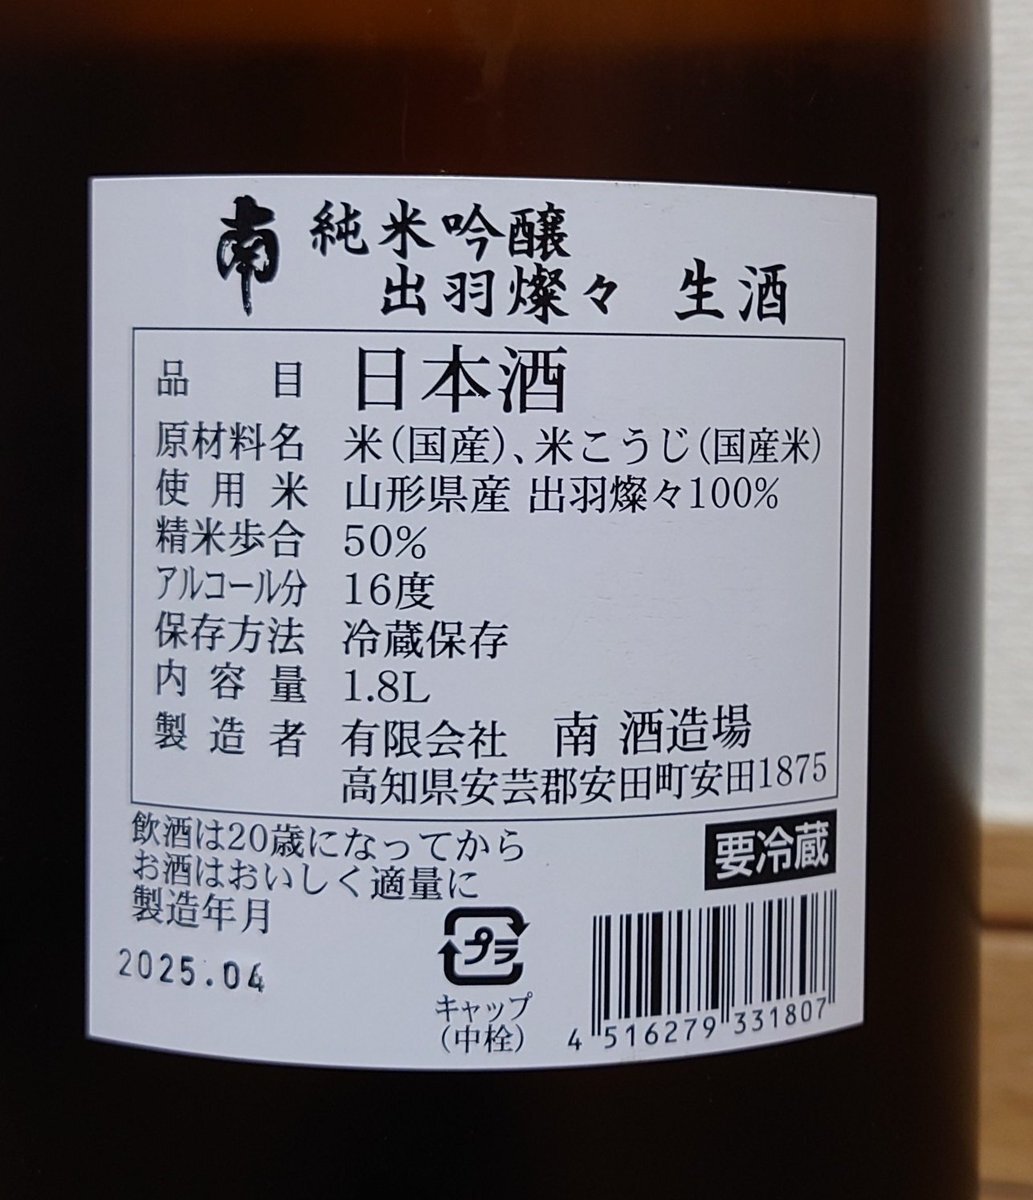 南 純米吟醸
出羽燦々 生酒
品目 日本酒
原材料名 米(国産)、米こうじ(国産米)
使用米 山形県産 出羽燦々100%
精米歩合 50%
アルコール分 16度
保存方法 冷蔵保存
内容量 1.8L
製造者 有限会社 南 酒造場
高知県安芸郡安田町安田1875
飲酒は20歳になってから
お酒はおいしく適量に
要冷蔵
製造年月
2025.04
プラ
キャップ
(中栓)
4 516279 331807